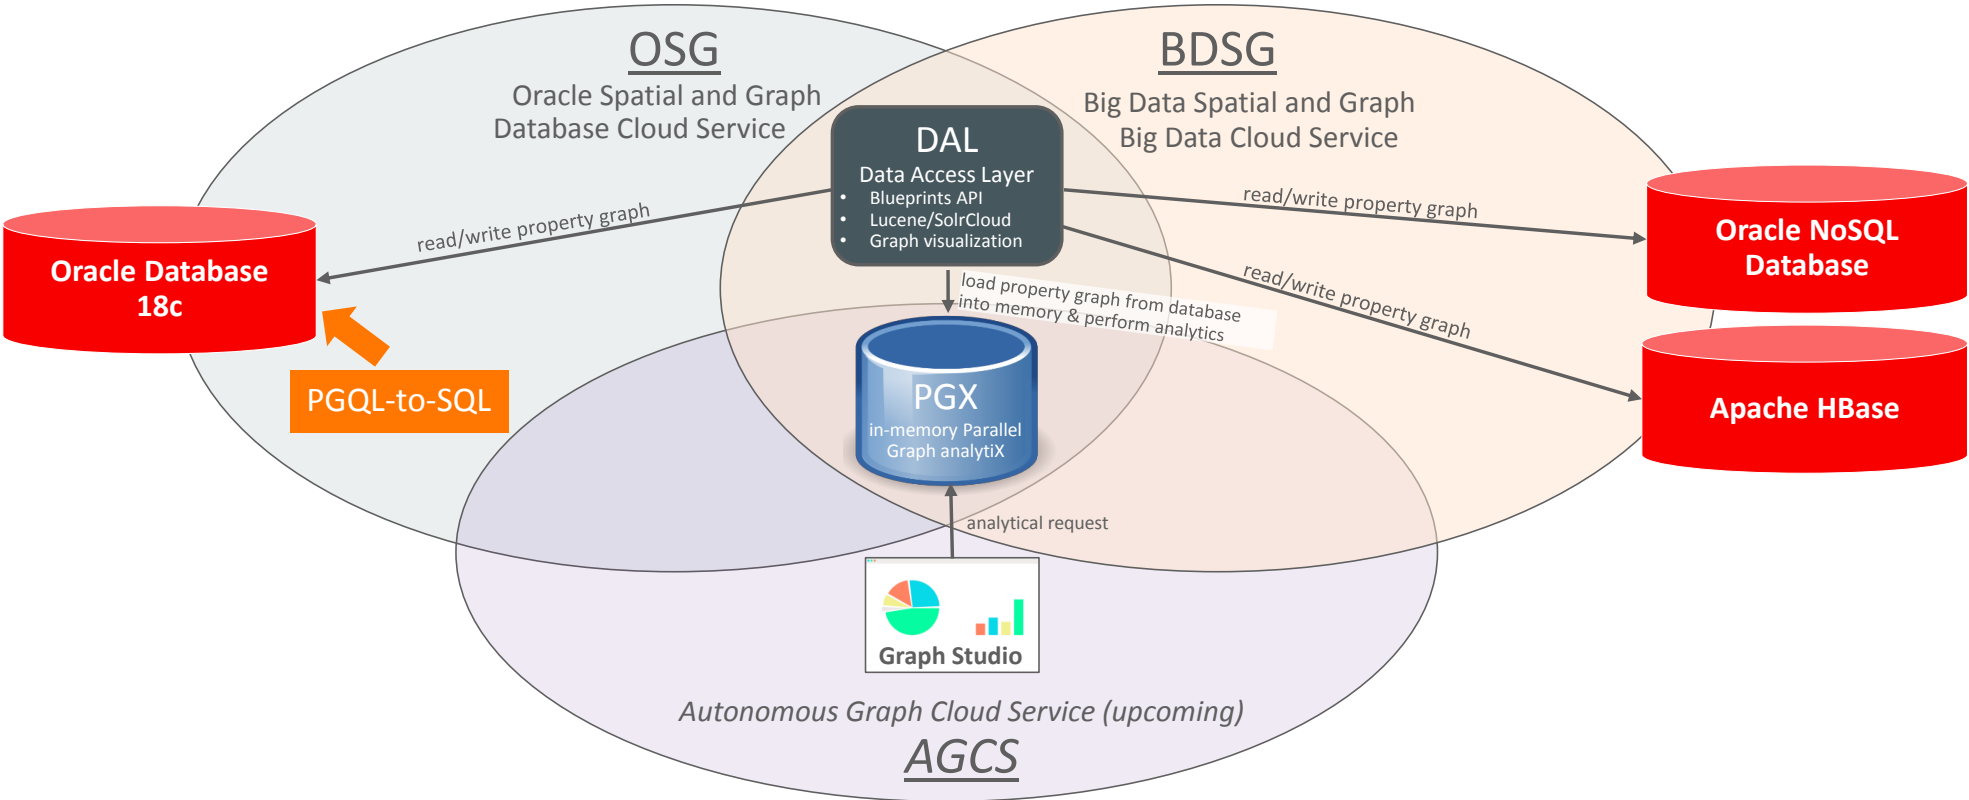 OSG
Oracle Spatial and Graph
Database Cloud Service
BDSG
Big Data Spatial and Graph
Big Data Cloud Service
DAL
Data Access Layer
• Blueprints API
• Lucene/SolrCloud
• Graph visualization
read/write property graph
read/write property graph
read/write property graph
Oracle Database
18c
Oracle NoSQL
Database
Apache HBase
PGQL-to-SQL
load property graph from database
into memory & perform analytics
PGX
in-memory Parallel
Graph analytiX
analytical request
Graph Studio
Autonomous Graph Cloud Service (upcoming)
AGCS